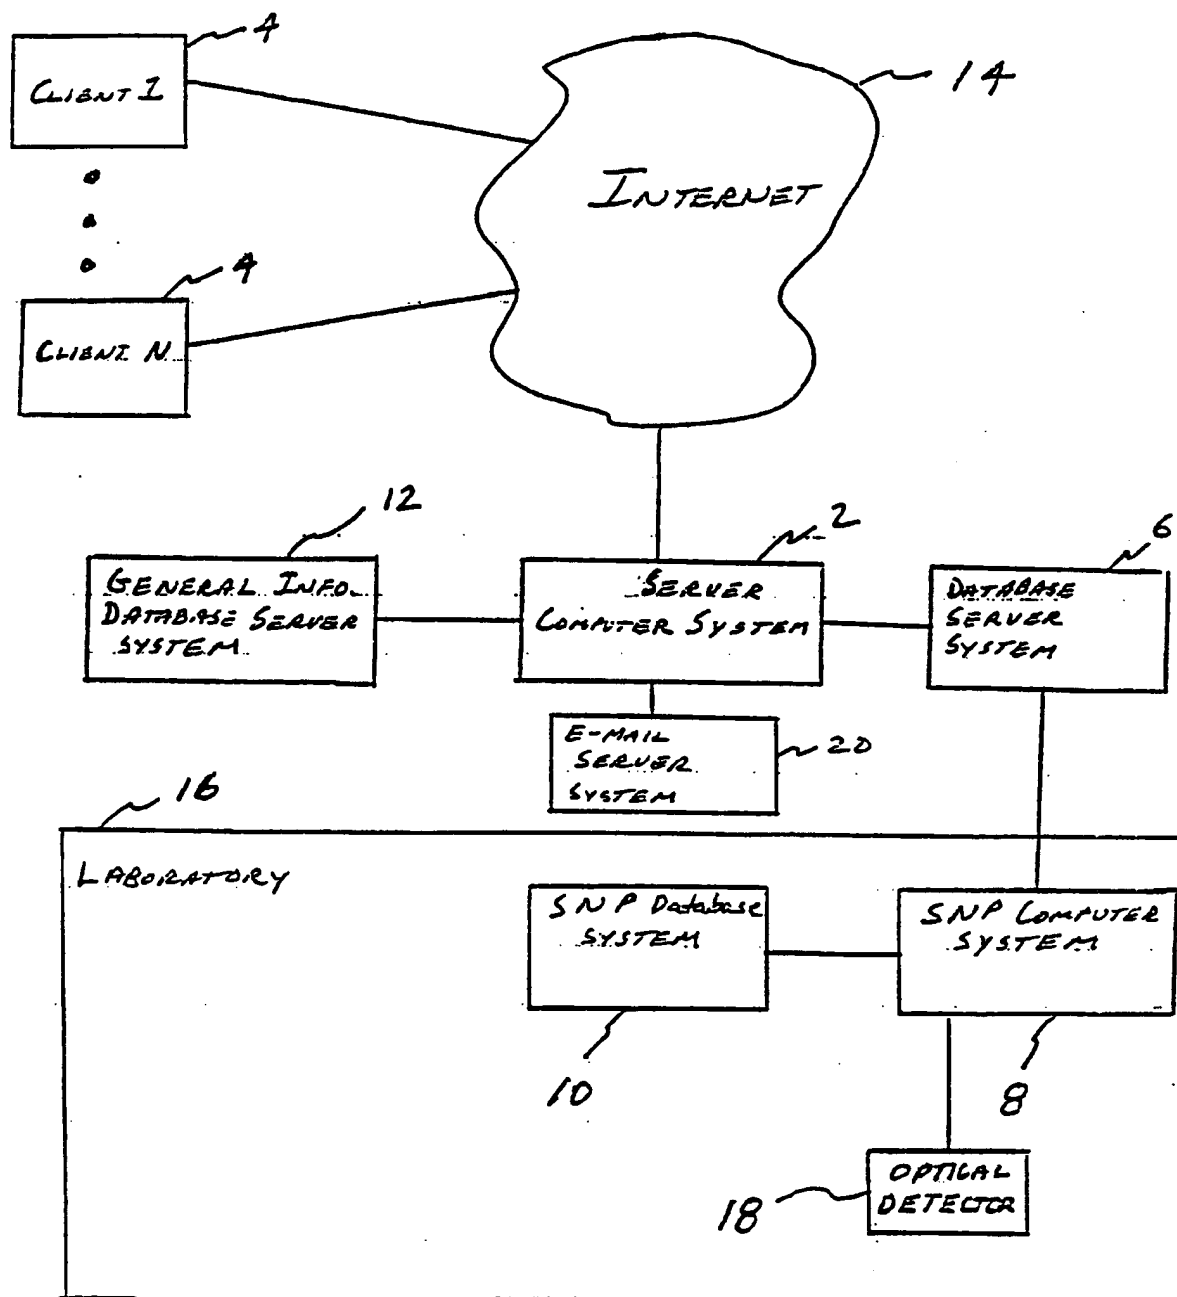 4
CLIENT 1
14
INTERNET
4
CLIENT N
12
2
6
GENERAL INFO.
DATABASE SERVER
SYSTEM
SERVER
COMPUTER SYSTEM
DATABASE
SERVER
SYSTEM
E-MAIL
SERVER
SYSTEM
20
16
LABORATORY
SNP Database
SYSTEM
SNP COMPUTER
SYSTEM
10
8
OPTICAL
DETECTOR
18